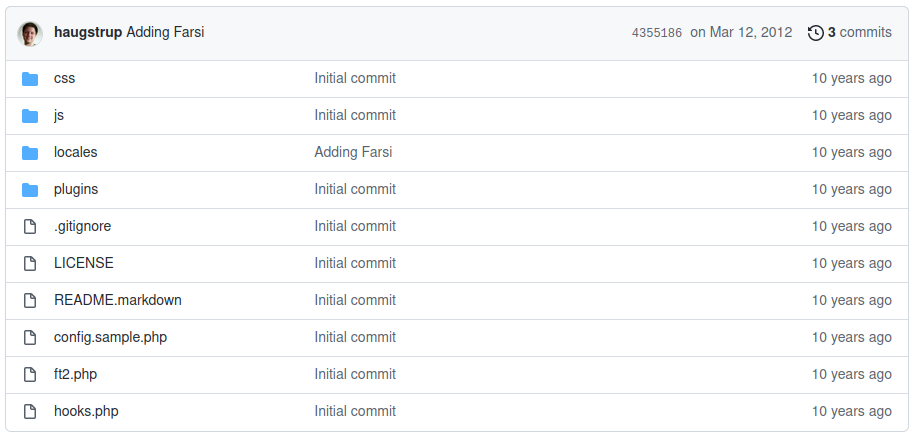 haugstrup Adding Farsi 4355186 on Mar 12, 2012 3 commits
css Initial commit 10 years ago
js Initial commit 10 years ago
locales Adding Farsi 10 years ago
plugins Initial commit 10 years ago
.gitignore Initial commit 10 years ago
LICENSE Initial commit 10 years ago
README.markdown Initial commit 10 years ago
config.sample.php Initial commit 10 years ago
ft2.php Initial commit 10 years ago
hooks.php Initial commit 10 years ago